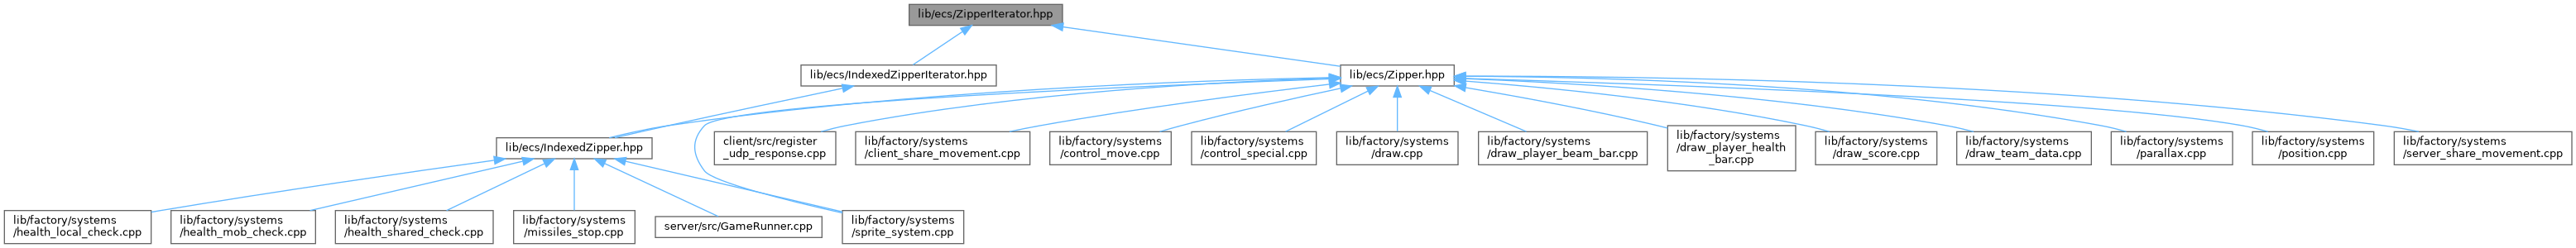 lib/ecs/ZipperIterator.hpp
lib/ecs/IndexedZipperIterator.hpp
lib/ecs/Zipper.hpp
lib/ecs/IndexedZipper.hpp
client/src/register
_udp_response.cpp
lib/factory/systems
/client_share_movement.cpp
lib/factory/systems
/control_move.cpp
lib/factory/systems
/control_special.cpp
lib/factory/systems
/draw.cpp
lib/factory/systems
/draw_player_beam_bar.cpp
lib/factory/systems
/draw_player_health
_bar.cpp
lib/factory/systems
/draw_score.cpp
lib/factory/systems
/draw_team_data.cpp
lib/factory/systems
/parallax.cpp
lib/factory/systems
/position.cpp
lib/factory/systems
/server_share_movement.cpp
lib/factory/systems
/health_local_check.cpp
lib/factory/systems
/health_mob_check.cpp
lib/factory/systems
/health_shared_check.cpp
lib/factory/systems
/missiles_stop.cpp
server/src/GameRunner.cpp
lib/factory/systems
/sprite_system.cpp